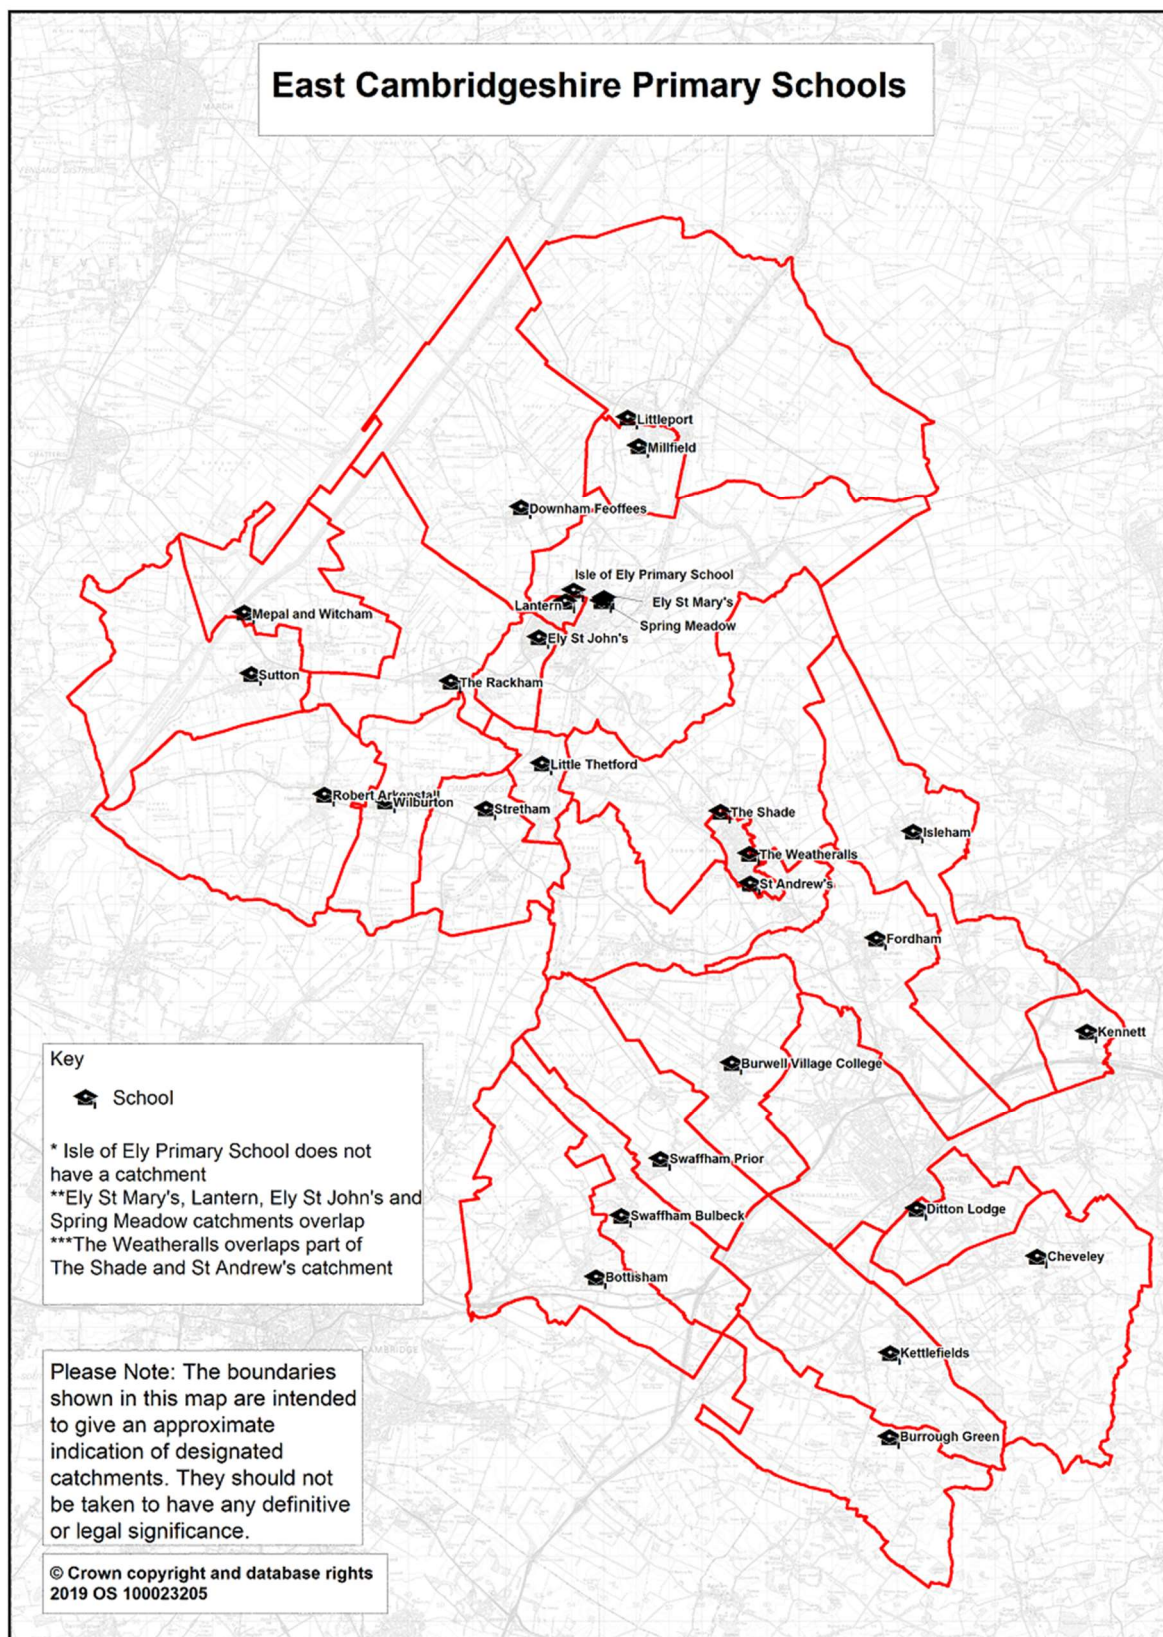 East Cambridgeshire Primary Schools
MARCH
Littleport
Millfield
Downham Feoffees
Isle of Ely Primary School
Lantern
Ely St Mary's
Spring Meadow
Mepal and Witcham
Ely St John's
Sutton
The Rackham
Little Thetford
Robert Arkenstall
Wilburton
Stretham
The Shade
Isleham
The Weatheralls
St Andrew's
Fordham
Kennett
Burwell Village College
Swaffham Prior
Swaffham Bulbeck
Ditton Lodge
Cheveley
Bottisham
Kettlefields
Burrough Green
CAMBRIDGE
Key
School
* Isle of Ely Primary School does not
have a catchment
**Ely St Mary's, Lantern, Ely St John's and
Spring Meadow catchments overlap
***The Weatheralls overlaps part of
The Shade and St Andrew's catchment
Please Note: The boundaries
shown in this map are intended
to give an approximate
indication of designated
catchments. They should not
be taken to have any definitive
or legal significance.
© Crown copyright and database rights
2019 OS 100023205